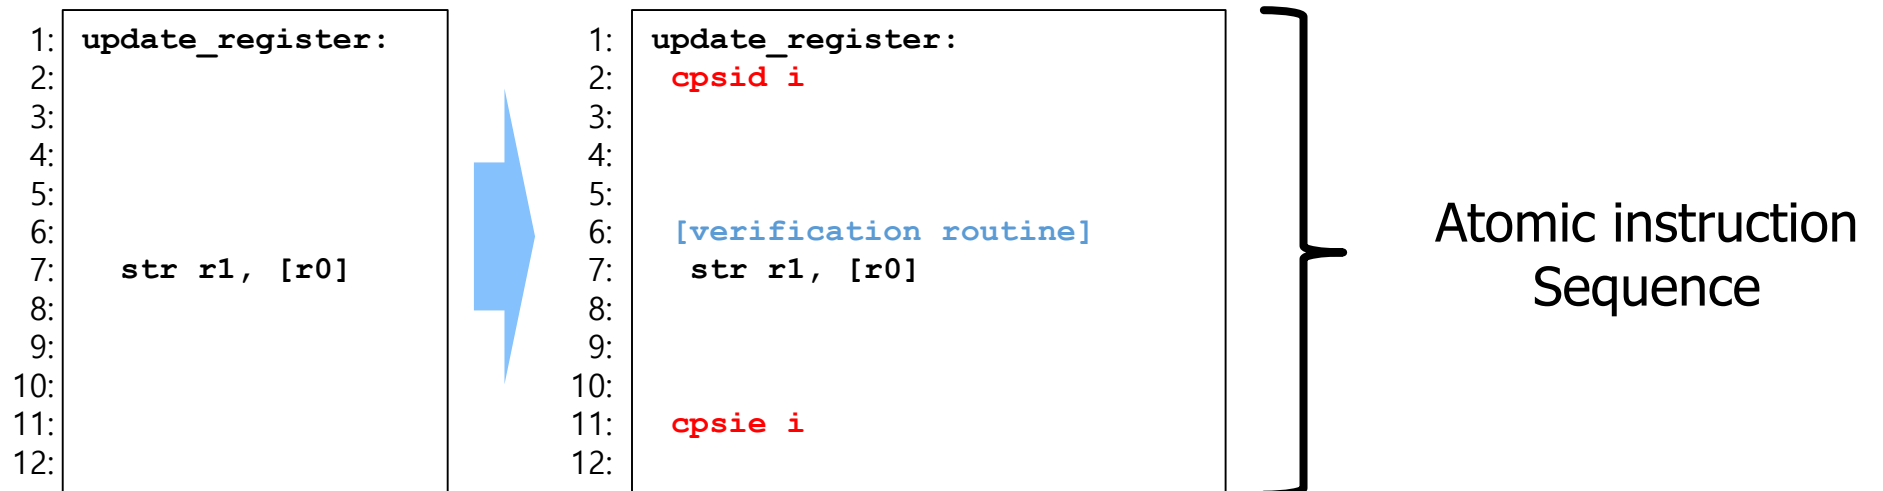 1: update_register:
2:
3:
4:
5:
6:
7: str r1, [r0]
8:
9:
10:
11:
12:
1: update_register:
2: cpsid i
3:
4:
5:
6: [verification routine]
7: str r1, [r0]
8:
9:
10:
11: cpsie i
12:
Atomic instruction
Sequence